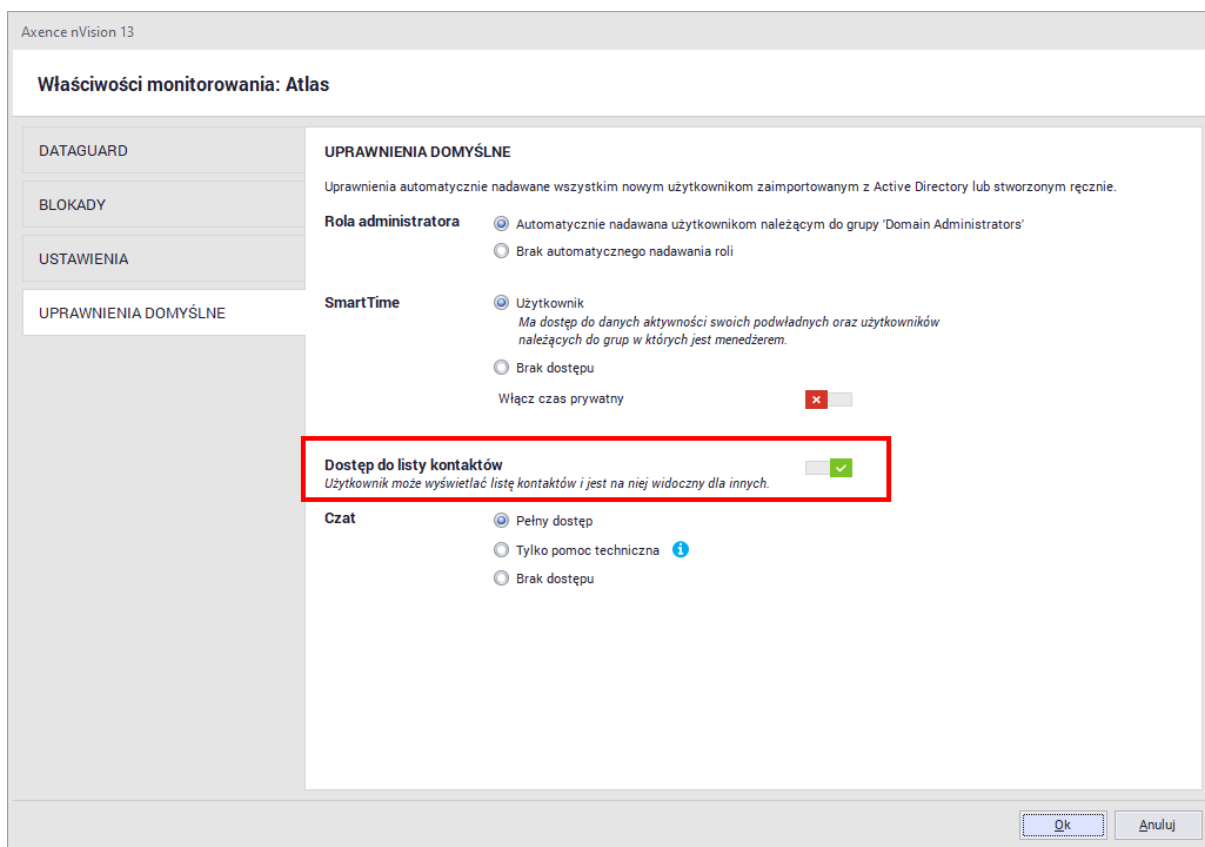 Axence nVision 13
Właściwości monitorowania: Atlas
DATAGUARD
BLOKADY
USTAWIENIA
UPRAWNIENIA DOMYŚLNE
UPRAWNIENIA DOMYŚLNE
Uprawnienia automatycznie nadawane wszystkim nowym użytkownikom zaimportowanym z Active Directory lub stworzonym ręcznie.
Rola administratora
Automatycznie nadawana użytkownikom należącym do grupy 'Domain Administrators'
Brak automatycznego nadawania roli
SmartTime
Użytkownik
Ma dostęp do danych aktywności swoich podwładnych oraz użytkowników
należących do grup w których jest menedżerem.
Brak dostępu
Włącz czas prywatny
Dostęp do listy kontaktów
Użytkownik może wyświetlać listę kontaktów i jest na niej widoczny dla innych.
Czat
Pełny dostęp
Tylko pomoc techniczna
Brak dostępu
Ok
Anuluj